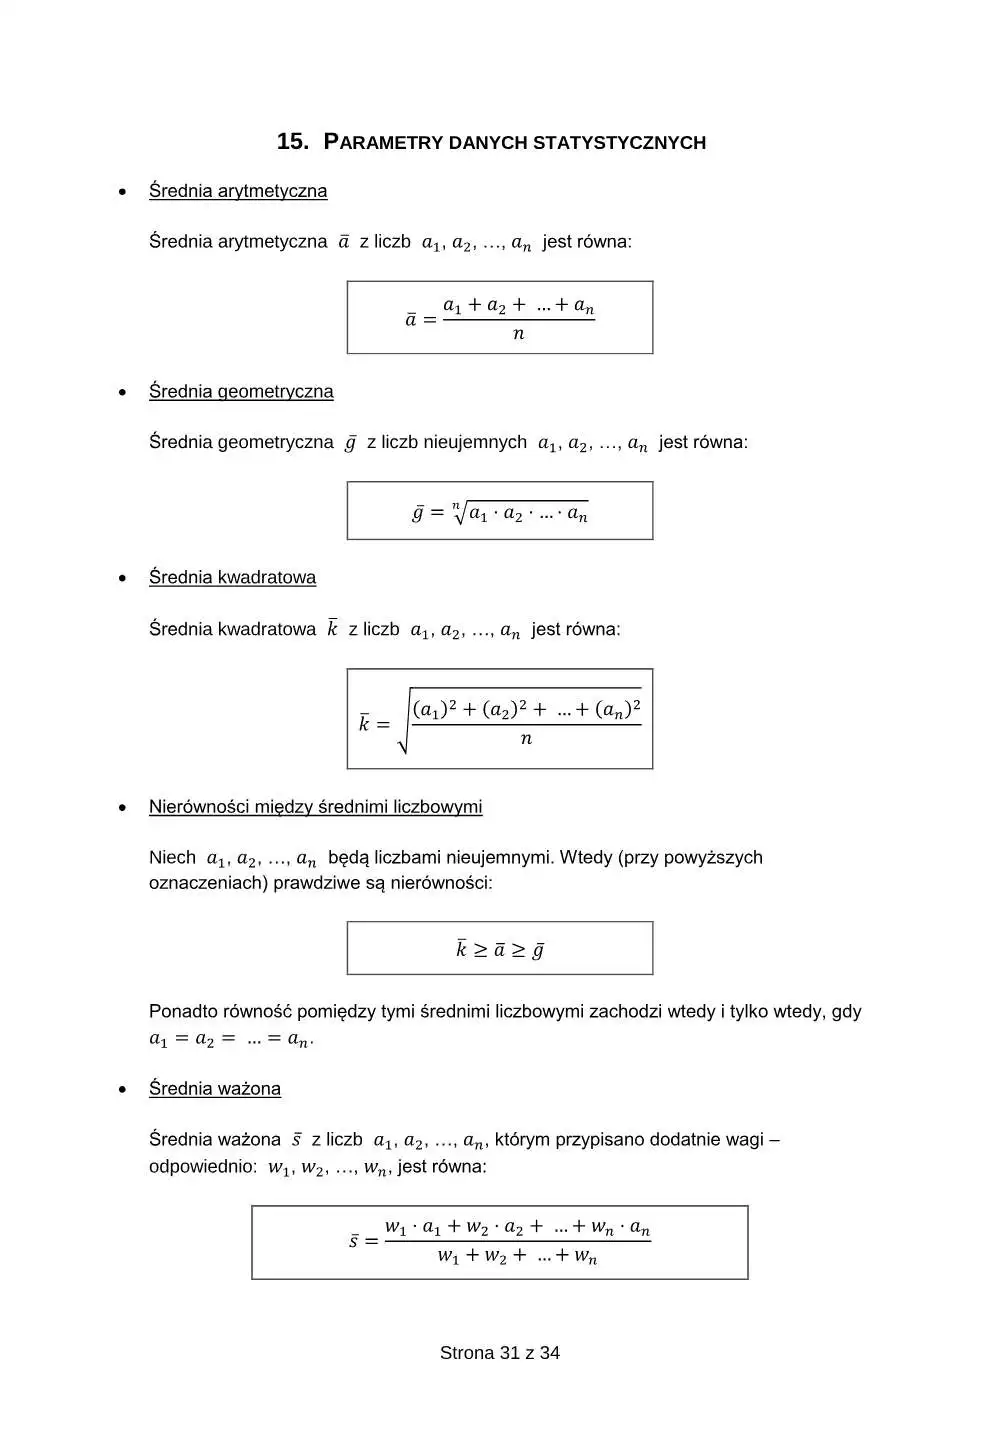 15. PARAMETRY DANYCH STATYSTYCZNYCH
• Średnia arytmetyczna
Średnia arytmetyczna a̅ z liczb a₁, a₂, …, aₙ jest równa:
a̅ = (a₁ + a₂ + … + aₙ) / n
• Średnia geometryczna
Średnia geometryczna g̅ z liczb nieujemnych a₁, a₂, …, aₙ jest równa:
g̅ = ⁿ√(a₁ · a₂ · … · aₙ)
• Średnia kwadratowa
Średnia kwadratowa k̅ z liczb a₁, a₂, …, aₙ jest równa:
k̅ = √(((a₁)² + (a₂)² + … + (aₙ)²) / n)
• Nierówności między średnimi liczbowymi
Niech a₁, a₂, …, aₙ będą liczbami nieujemnymi. Wtedy (przy powyższych
oznaczeniach) prawdziwe są nierówności:
k̅ ≥ a̅ ≥ g̅
Ponadto równość pomiędzy tymi średnimi liczbowymi zachodzi wtedy i tylko wtedy, gdy
a₁ = a₂ = … = aₙ.
• Średnia ważona
Średnia ważona s̅ z liczb a₁, a₂, …, aₙ, którym przypisano dodatnie wagi –
odpowiednio: w₁, w₂, …, wₙ, jest równa:
s̅ = (w₁ · a₁ + w₂ · a₂ + … + wₙ · aₙ) / (w₁ + w₂ + … + wₙ)
Strona 31 z 34